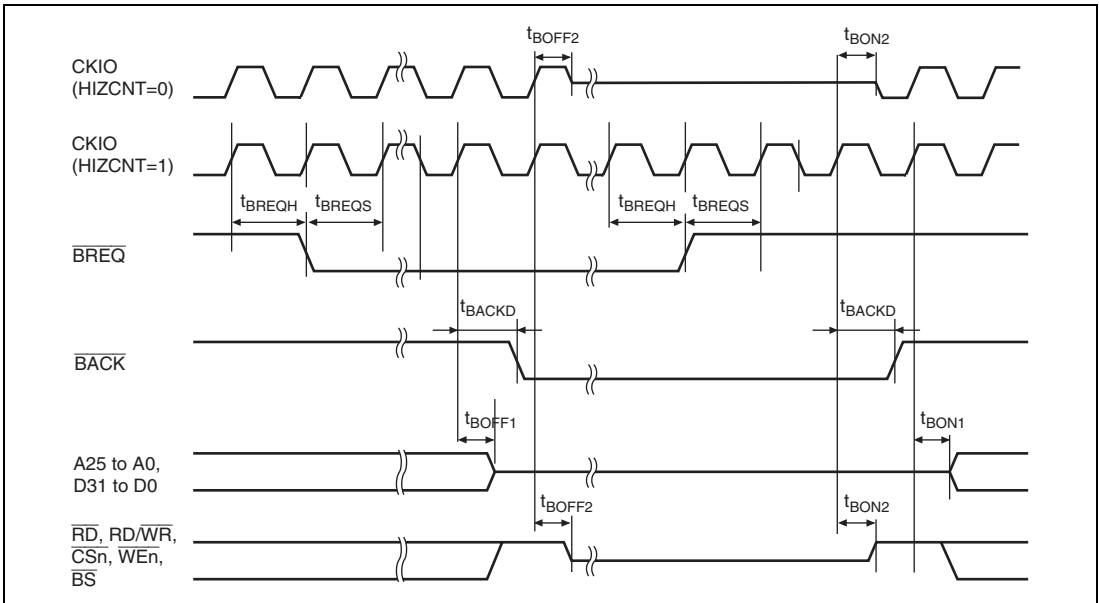 tBOFF2 tBON2
CKIO
(HIZCNT=0)
CKIO
(HIZCNT=1)
tBREQH tBREQS tBREQH tBREQS
BREQ
tBACKD tBACKD
BACK
tBOFF1 tBON1
A25 to A0,
D31 to D0
tBOFF2 tBON2
RD, RD/WR,
CSn, WEn,
BS